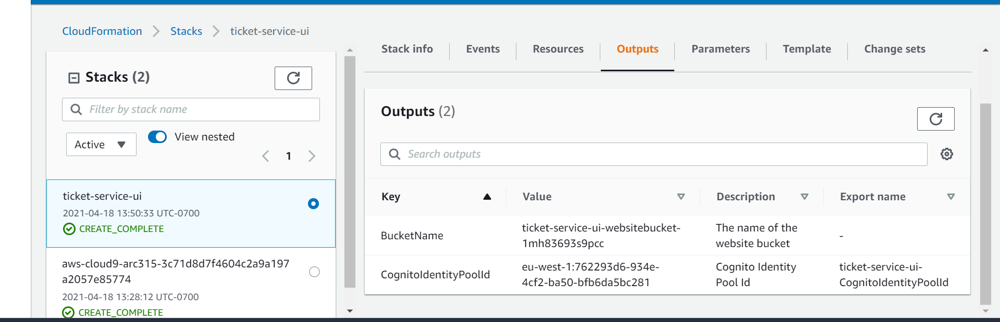 CloudFormation > Stacks > ticket-service-ui
Stacks (2)
Filter by stack name
Active
View nested
1
ticket-service-ui
2021-04-18 13:50:33 UTC-0700
CREATE_COMPLETE
aws-cloud9-arc315-3c71d8d7f4604c2a9a197
a2057e85774
2021-04-18 13:28:12 UTC-0700
CREATE_COMPLETE
Stack info
Events
Resources
Outputs
Parameters
Template
Change sets
Outputs (2)
Search outputs
Key
Value
Description
Export name
BucketName
ticket-service-ui-websitebucket-
1mh83693s9pcc
The name of the
website bucket
-
CognitoIdentityPoolId
eu-west-1:762293d6-934e-
4cf2-ba50-bfb6da5bc281
Cognito Identity
Pool Id
ticket-service-ui-
CognitoIdentityPoolId